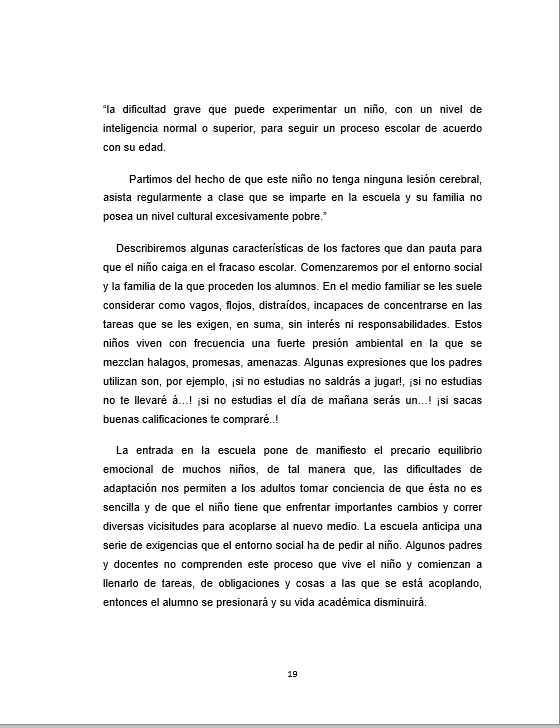 “la dificultad grave que puede experimentar un niño, con un nivel de
inteligencia normal o superior, para seguir un proceso escolar de acuerdo
con su edad.
Partimos del hecho de que este niño no tenga ninguna lesión cerebral,
asista regularmente a clase que se imparte en la escuela y su familia no
posea un nivel cultural excesivamente pobre.”
Describiremos algunas características de los factores que dan pauta para
que el niño caiga en el fracaso escolar. Comenzaremos por el entorno social
y la familia de la que proceden los alumnos. En el medio familiar se les suele
considerar como vagos, flojos, distraídos, incapaces de concentrarse en las
tareas que se les exigen, en suma, sin interés ni responsabilidades. Estos
niños viven con frecuencia una fuerte presión ambiental en la que se
mezclan halagos, promesas, amenazas. Algunas expresiones que los padres
utilizan son, por ejemplo, ¡si no estudias no saldrás a jugar!, ¡si no estudias
no te llevaré á...! ¡si no estudias el día de mañana serás un...! ¡si sacas
buenas calificaciones te compraré..!
La entrada en la escuela pone de manifiesto el precario equilibrio
emocional de muchos niños, de tal manera que, las dificultades de
adaptación nos permiten a los adultos tomar conciencia de que ésta no es
sencilla y de que el niño tiene que enfrentar importantes cambios y correr
diversas vicisitudes para acoplarse al nuevo medio. La escuela anticipa una
serie de exigencias que el entorno social ha de pedir al niño. Algunos padres
y docentes no comprenden este proceso que vive el niño y comienzan a
llenarlo de tareas, de obligaciones y cosas a las que se está acoplando,
entonces el alumno se presionará y su vida académica disminuirá.
19